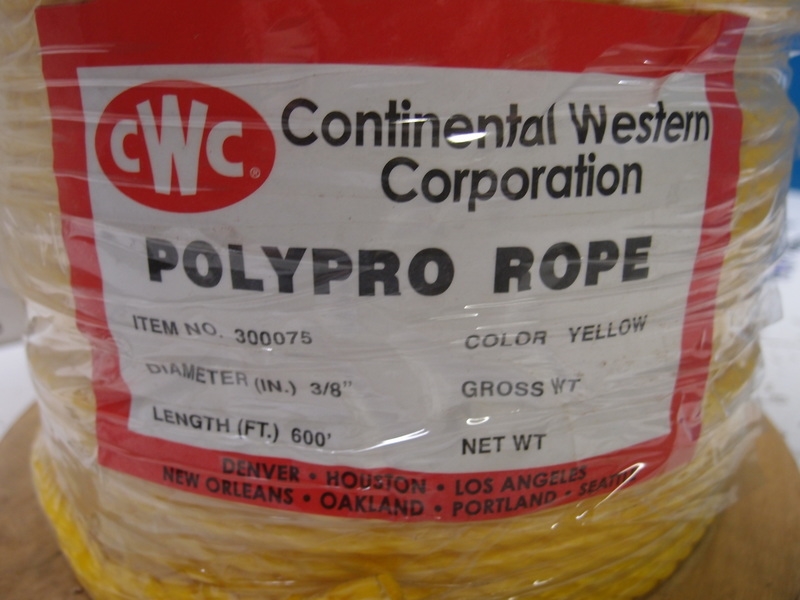 CWC®
Continental Western
Corporation
POLYPRO ROPE
ITEM NO. 300075
COLOR YELLOW
DIAMETER (IN.) 3/8"
GROSS WT
LENGTH (FT.) 600'
NET WT
DENVER • HOUSTON • LOS ANGELES
NEW ORLEANS • OAKLAND • PORTLAND • SEATTLE